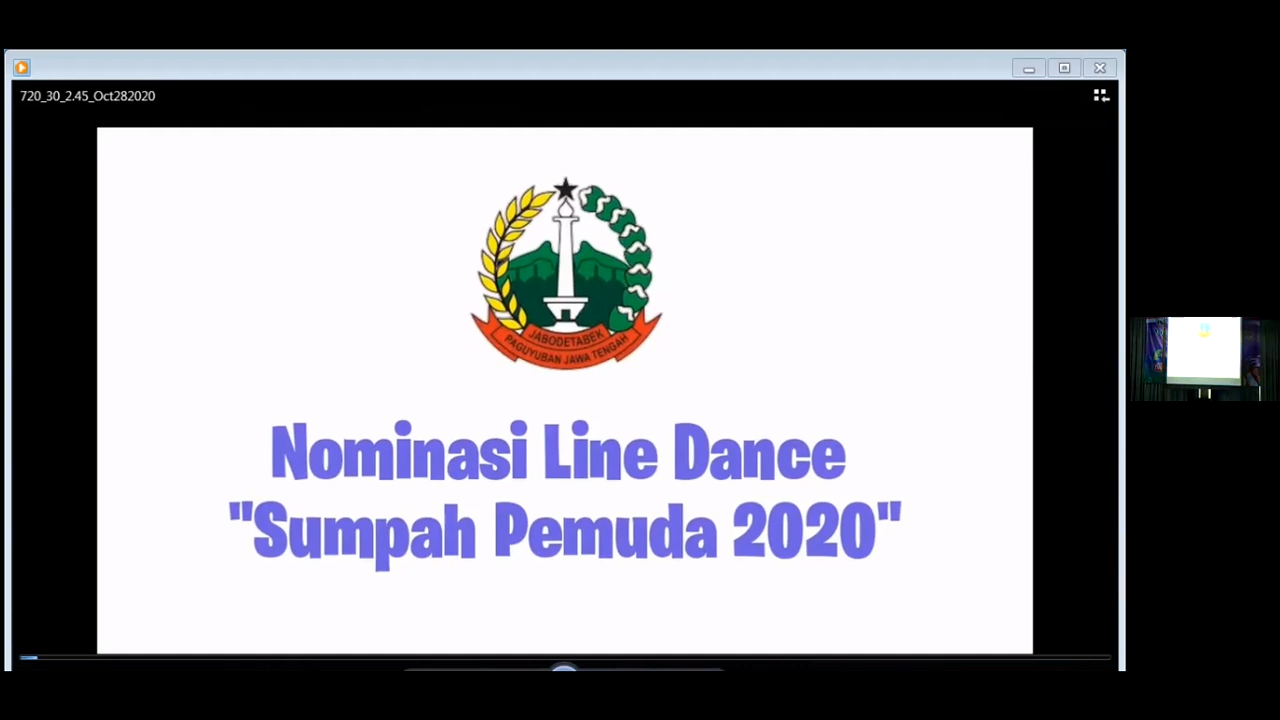 720_30_2.45_Oct282020
JABODETABEK
PAGUYUBAN JAWA TENGAH
Nominasi Line Dance
"Sumpah Pemuda 2020"